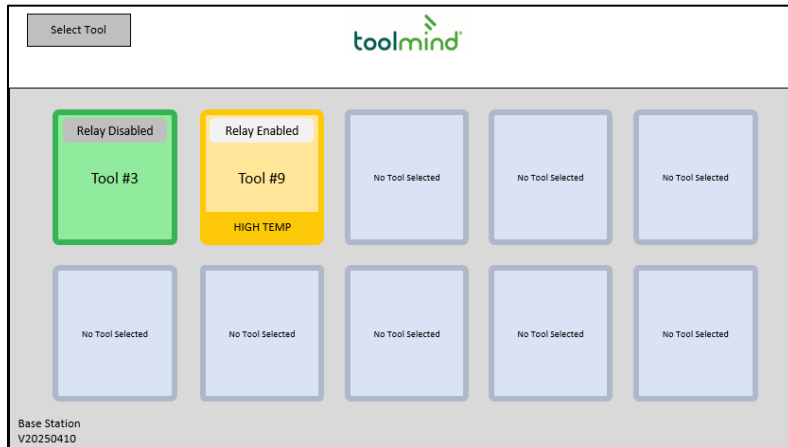 Select Tool
toolmind
Relay Disabled
Tool #3
Relay Enabled
Tool #9
HIGH TEMP
No Tool Selected
No Tool Selected
No Tool Selected
No Tool Selected
No Tool Selected
No Tool Selected
No Tool Selected
No Tool Selected
Base Station
V20250410